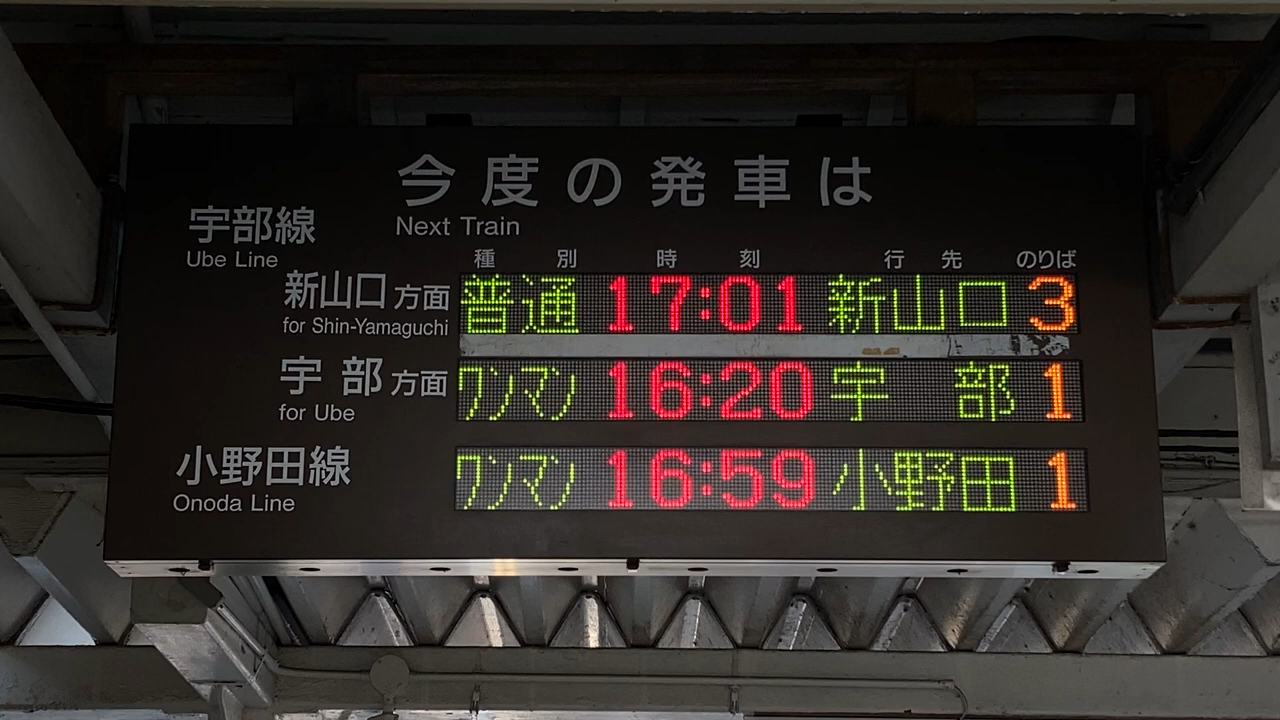 今度の発車は
宇部線 Next Train
Ube Line
種別 時刻 行先 のりば
新山口方面 普通 17:01 新山口 3
for Shin-Yamaguchi
宇部方面 ワンマン 16:20 宇部 1
for Ube
小野田線 ワンマン 16:59 小野田 1
Onoda Line